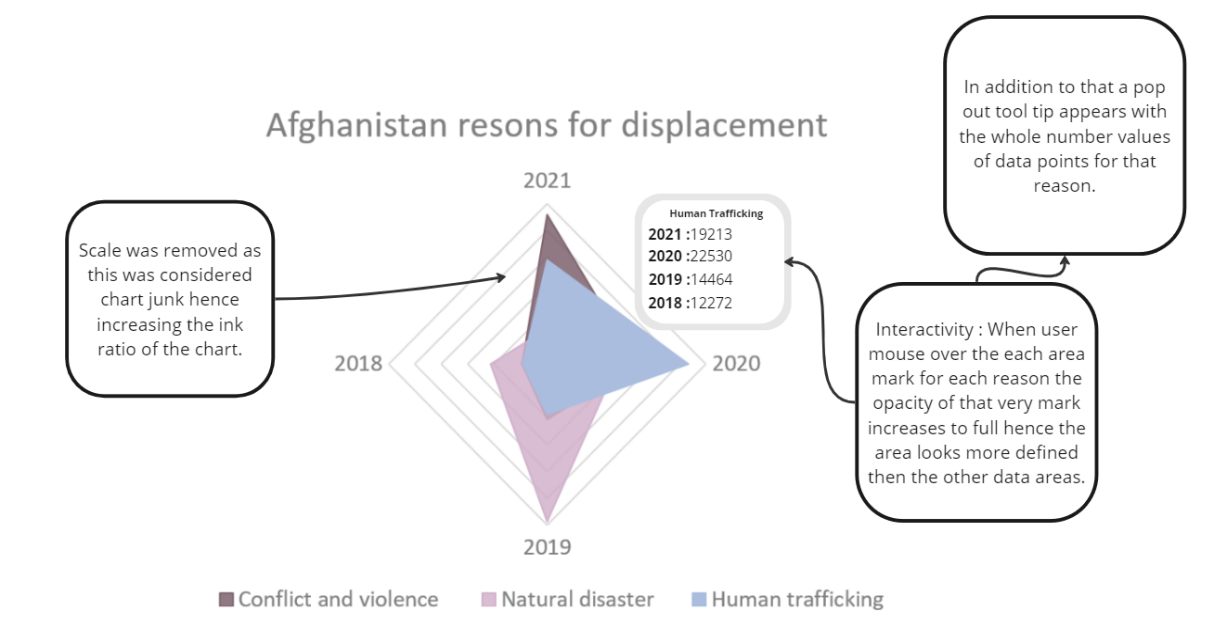 In addition to that a pop
out tool tip appears with
the whole number values
of data points for that
reason.
Afghanistan resons for displacement
2021
Human Trafficking
2021 :19213
2020 :22530
2019 :14464
2018 :12272
Scale was removed as
this was considered
chart junk hence
increasing the ink
ratio of the chart.
2018
2020
Interactivity : When user
mouse over the each area
mark for each reason the
opacity of that very mark
increases to full hence the
area looks more defined
then the other data areas.
2019
Conflict and violence
Natural disaster
Human trafficking